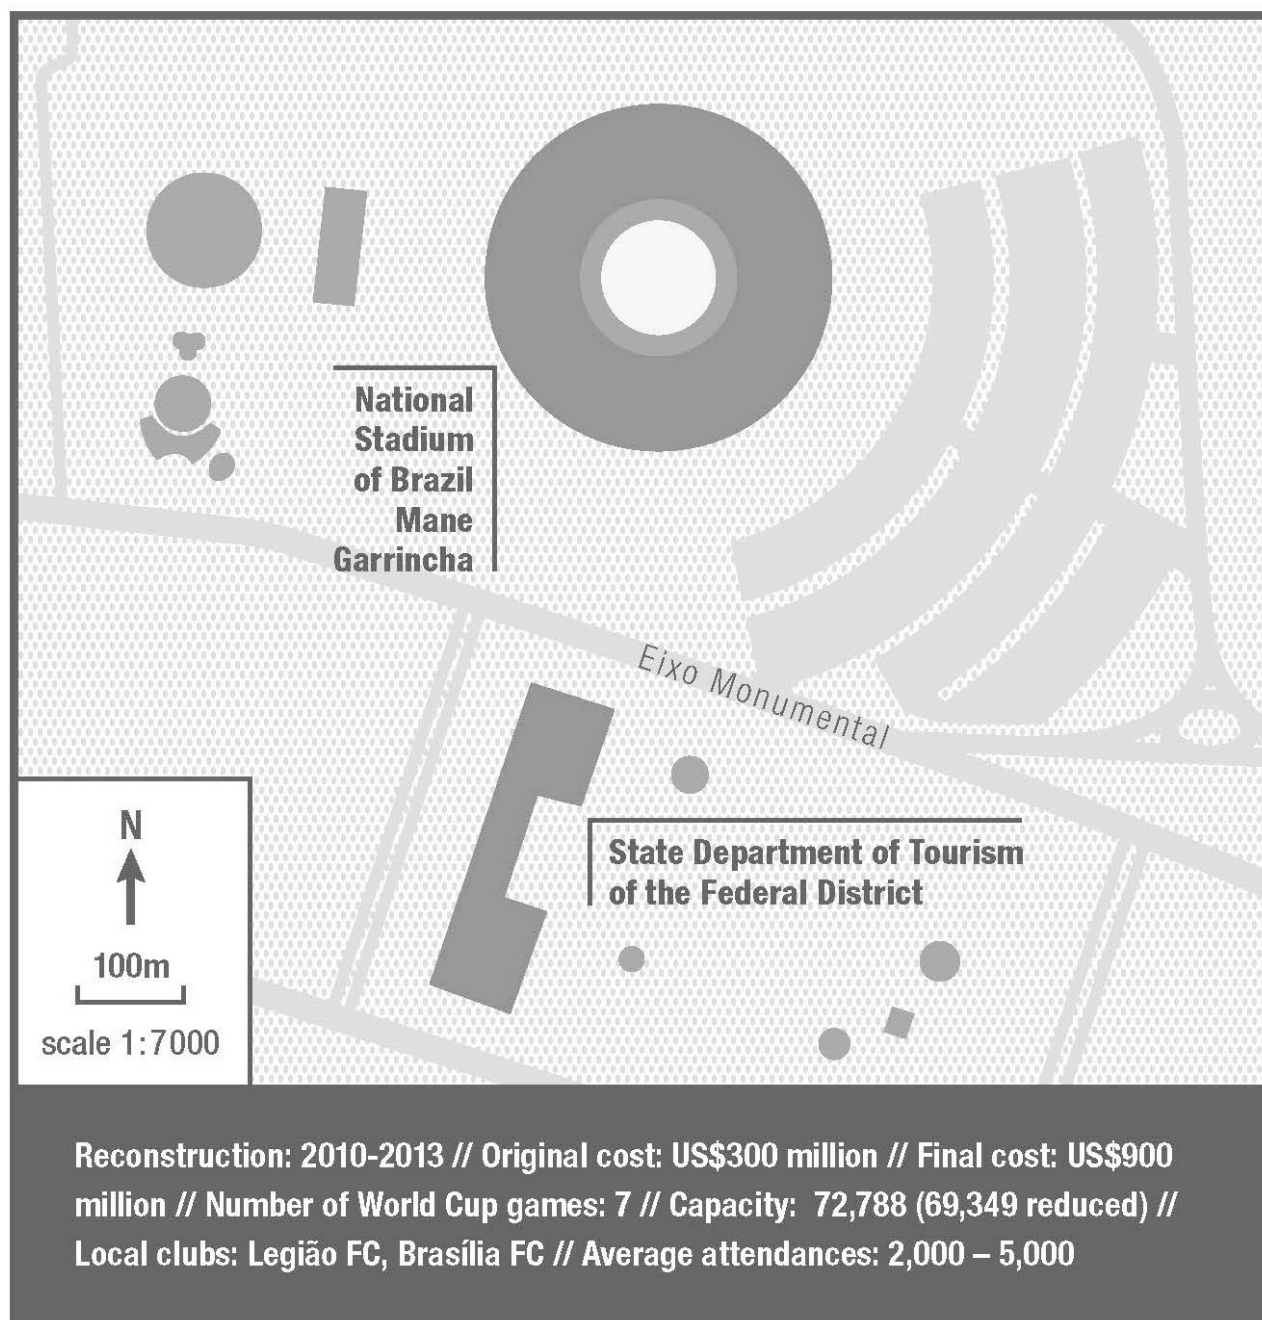 National
Stadium
of Brazil
Mane
Garrincha
Eixo Monumental
State Department of Tourism
of the Federal District
N
100m
scale 1:7000
Reconstruction: 2010-2013 // Original cost: US$300 million // Final cost: US$900
million // Number of World Cup games: 7 // Capacity: 72,788 (69,349 reduced) //
Local clubs: Legião FC, Brasília FC // Average attendances: 2,000 – 5,000